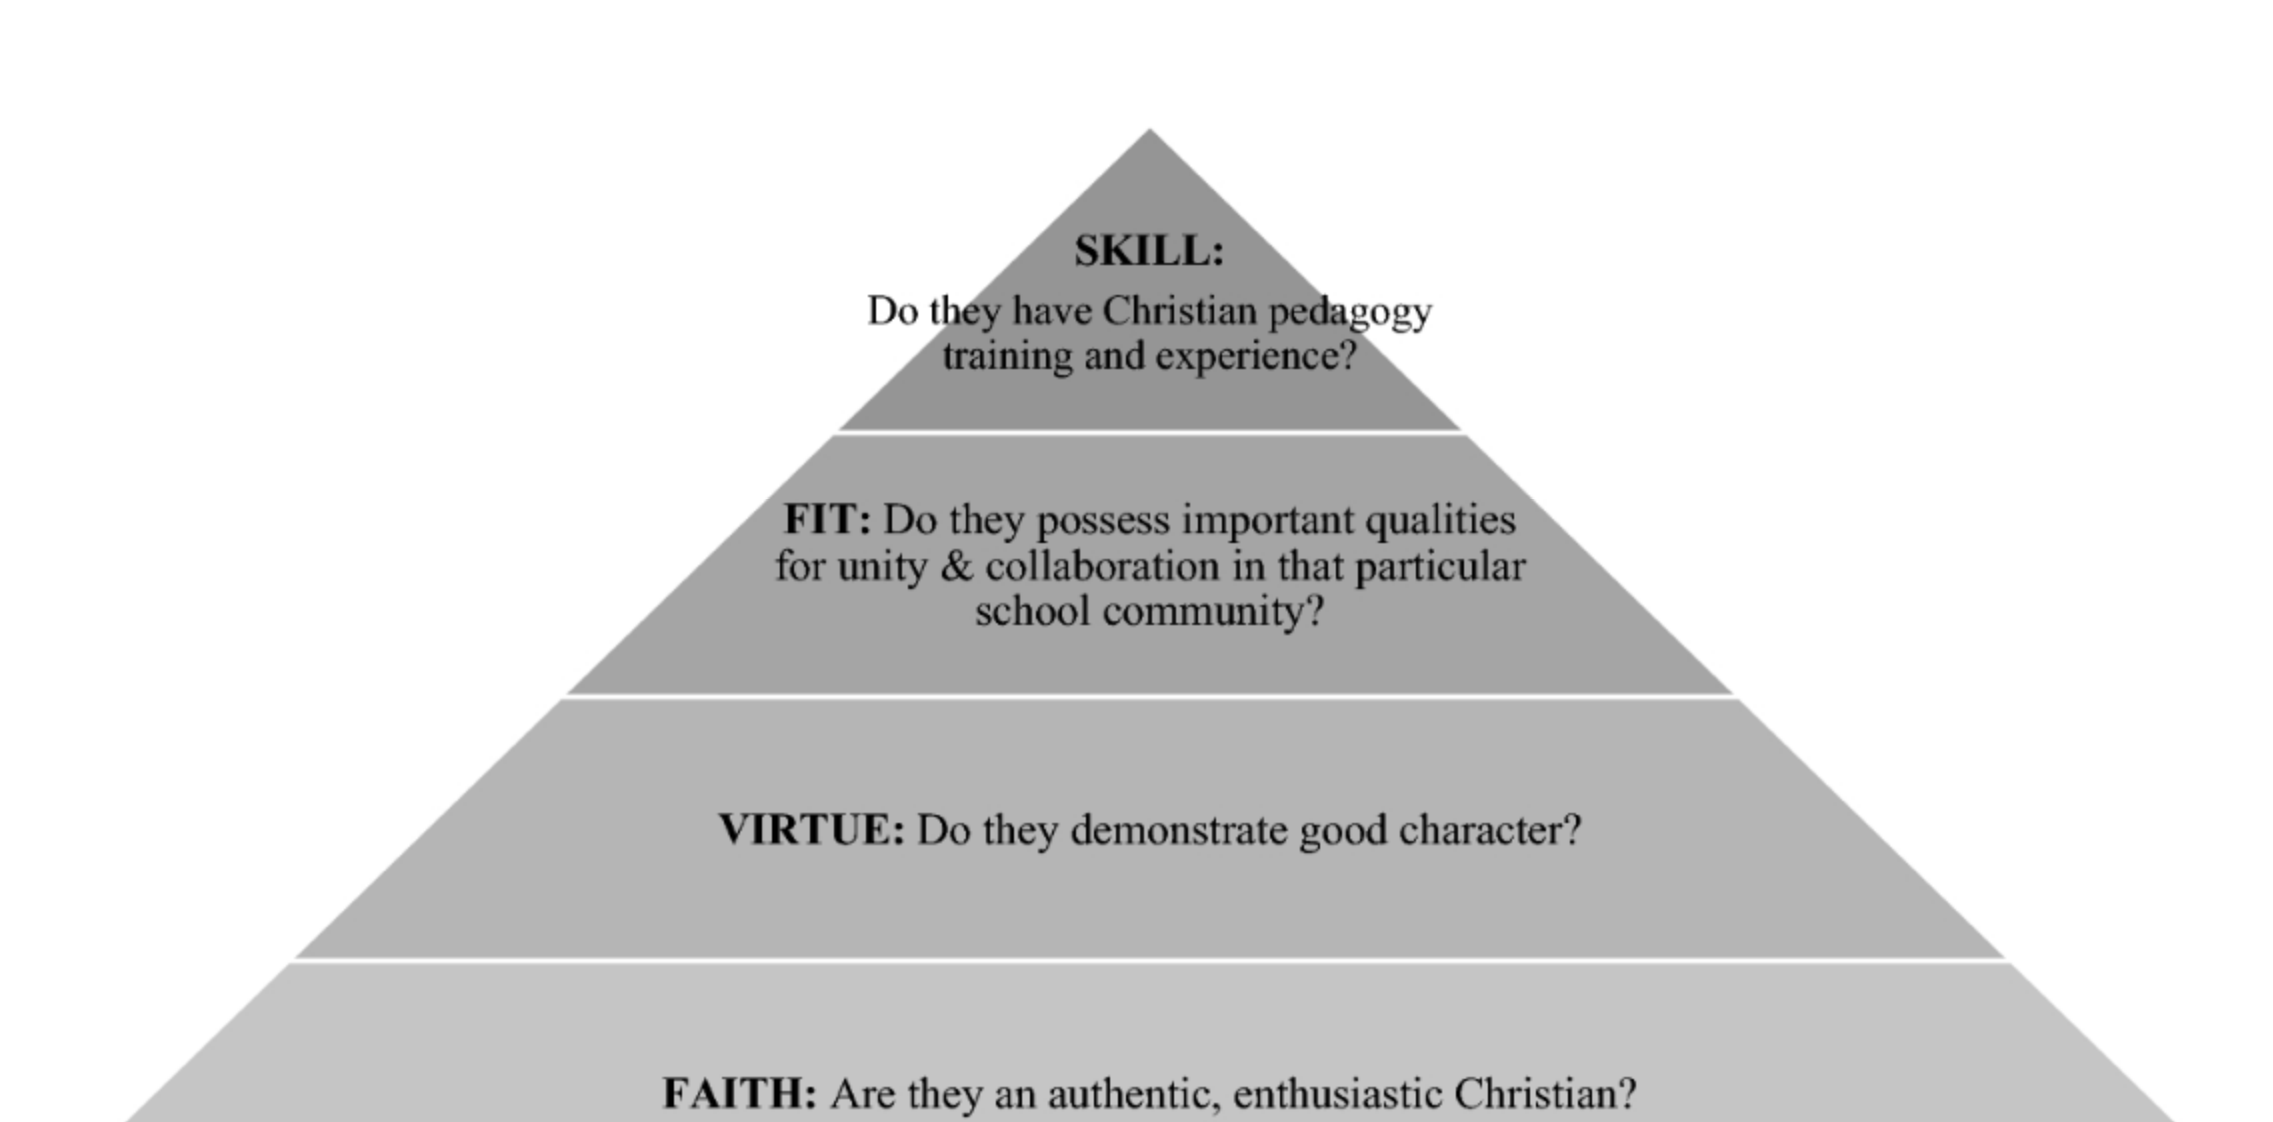 SKILL:
Do they have Christian pedagogy
training and experience?
FIT: Do they possess important qualities
for unity & collaboration in that particular
school community?
VIRTUE: Do they demonstrate good character?
FAITH: Are they an authentic, enthusiastic Christian?